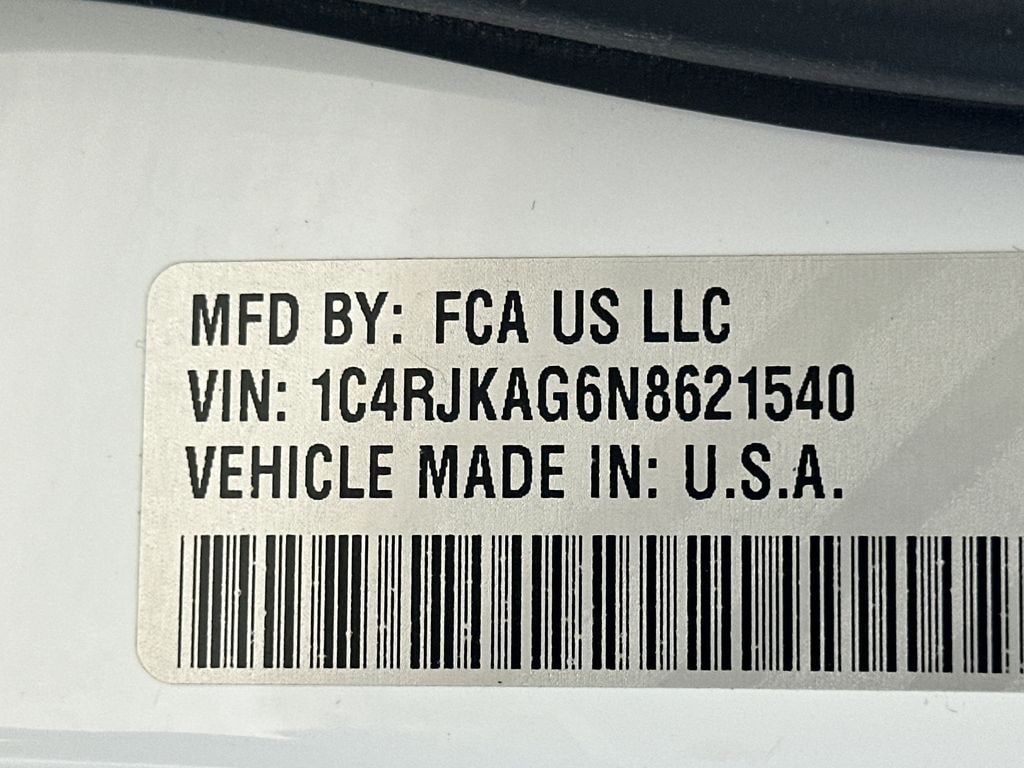 MFD BY: FCA US LLC
VIN: 1C4RJKAG6N8621540
VEHICLE MADE IN: U.S.A.